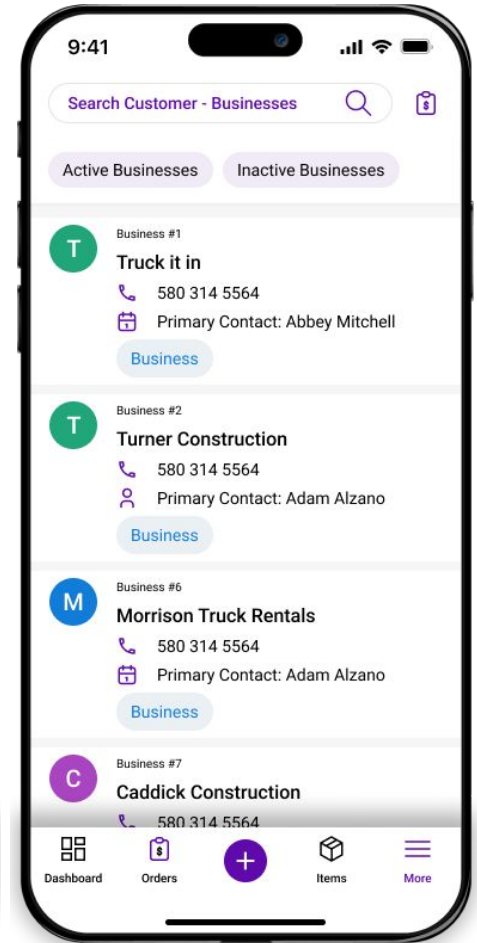 9:41
Search Customer - Businesses
Active Businesses Inactive Businesses
Business #1
T
Truck it in
580 314 5564
Primary Contact: Abbey Mitchell
Business
Business #2
T
Turner Construction
580 314 5564
Primary Contact: Adam Alzano
Business
Business #6
M
Morrison Truck Rentals
580 314 5564
Primary Contact: Adam Alzano
Business
Business #7
C
Caddick Construction
580 314 5564
Dashboard Orders Items More